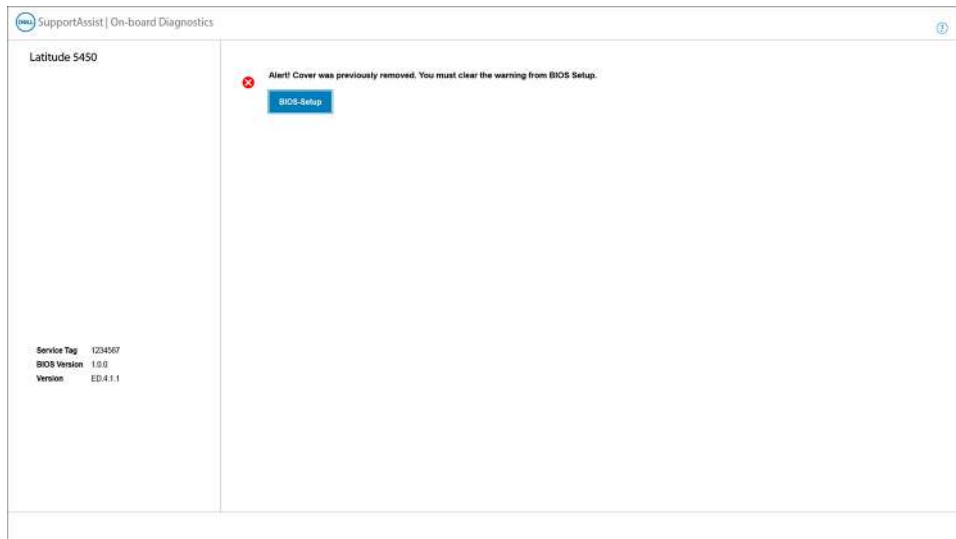 DELL SupportAssist | On-board Diagnostics
?
Latitude 5450
Alert! Cover was previously removed. You must clear the warning from BIOS Setup.
BIOS-Setup
Service Tag 1234567
BIOS Version 1.0.0
Version ED.4.1.1